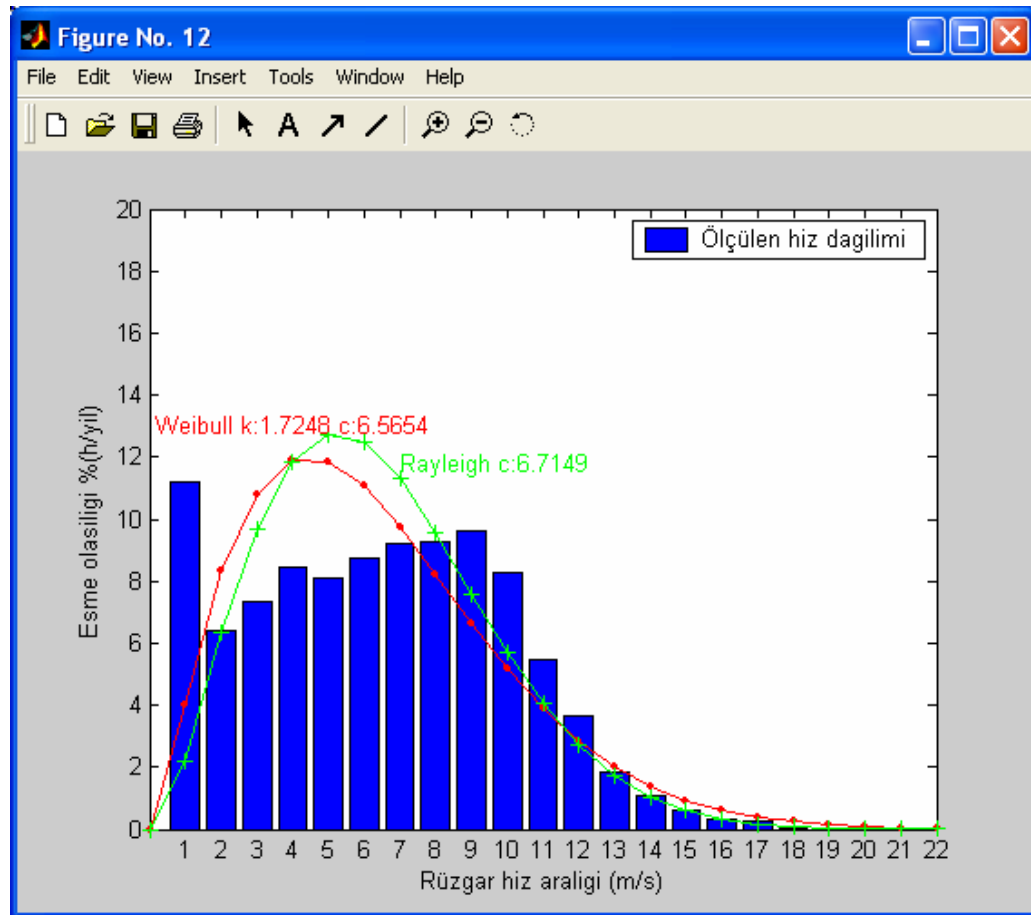 Figure No. 12
File Edit View Insert Tools Window Help
A
20
18
16
14
12
10
8
6
4
2
0
Ölçülen hiz dagilimi
Weibull k:1.7248 c:6.5654
Rayleigh c:6.7149
Esme olasiligi %(h/yil)
1 2 3 4 5 6 7 8 9 10 11 12 13 14 15 16 17 18 19 20 21 22
Rüzgar hiz araligi (m/s)